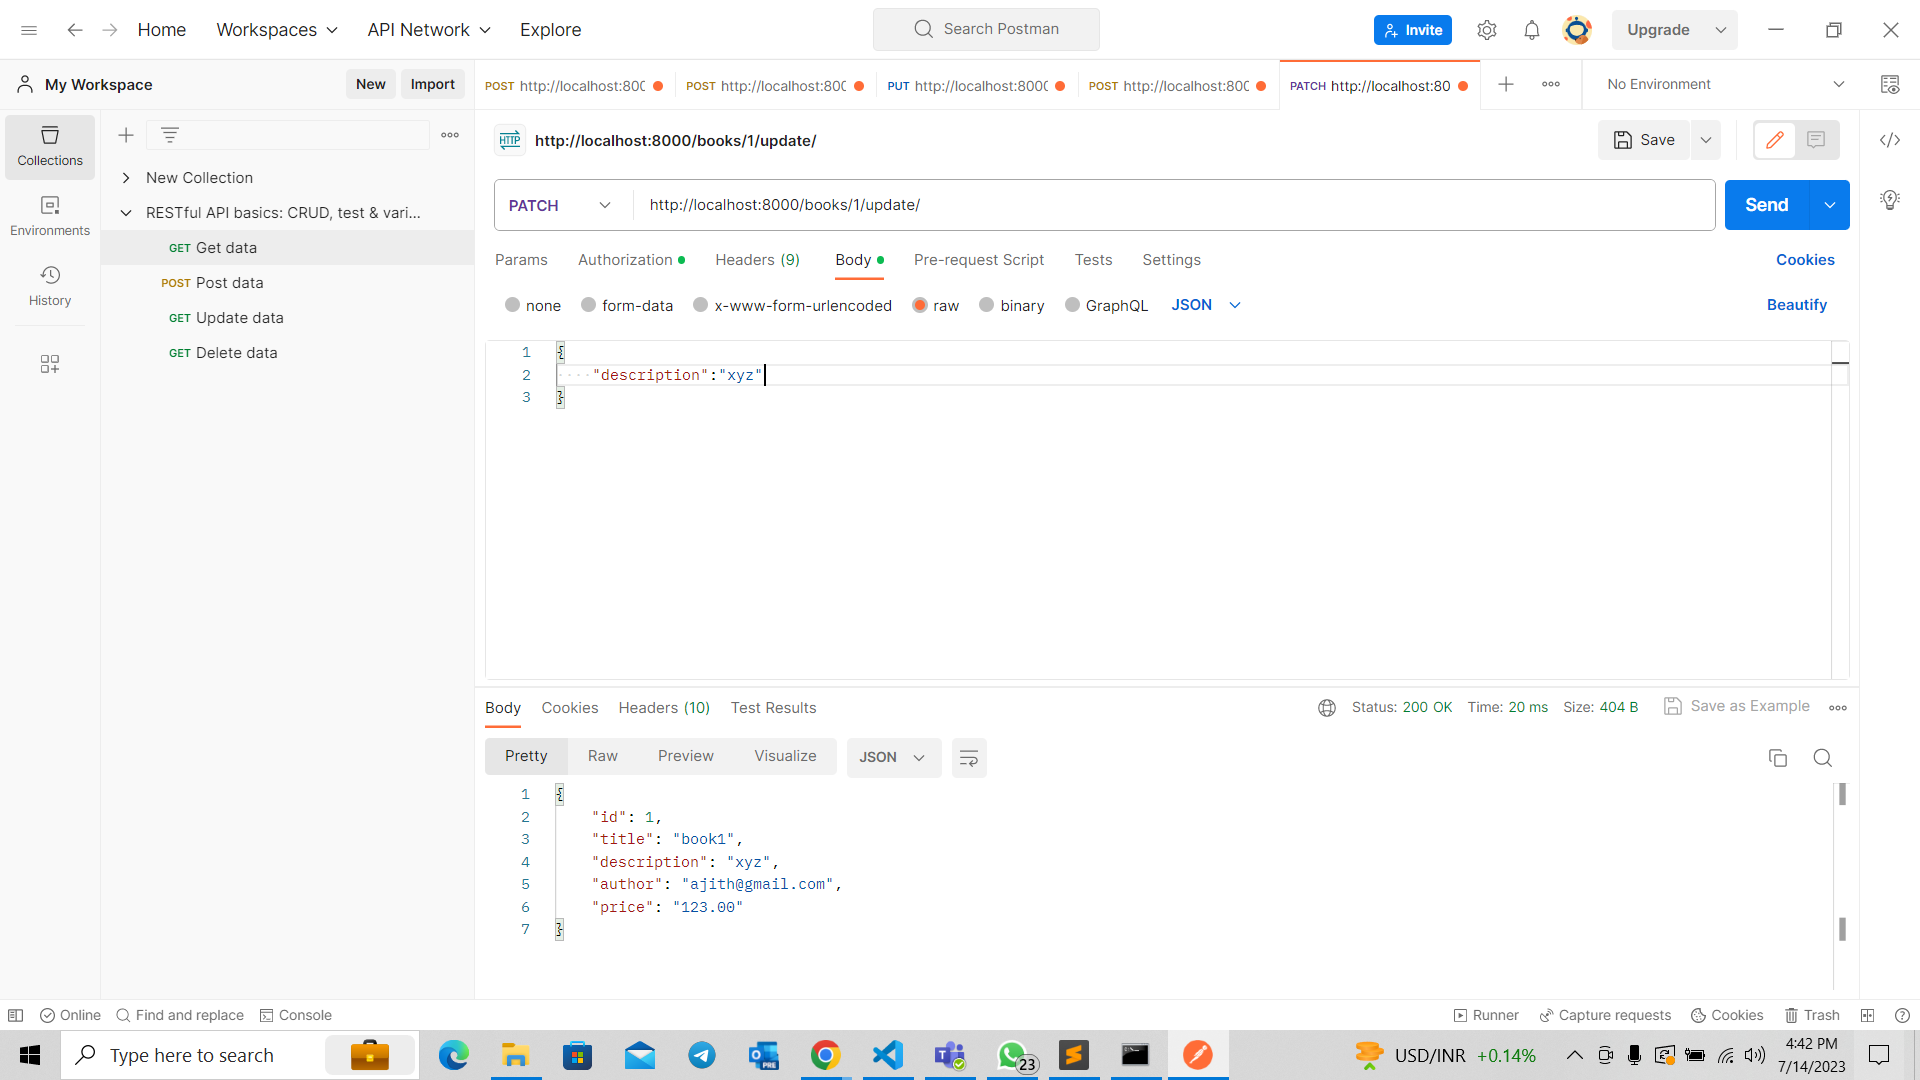 Home Workspaces API Network Explore Search Postman Invite Upgrade
My Workspace New Import POST http://localhost:800 POST http://localhost:800 PUT http://localhost:8000 POST http://localhost:800 PATCH http://localhost:80 No Environment
Collections
Environments
History
New Collection
RESTful API basics: CRUD, test & vari...
GET Get data
POST Post data
GET Update data
GET Delete data
HTTP http://localhost:8000/books/1/update/ Save
PATCH http://localhost:8000/books/1/update/ Send
Params Authorization Headers (9) Body Pre-request Script Tests Settings Cookies
none form-data x-www-form-urlencoded raw binary GraphQL JSON Beautify
1 {
2 "description":"xyz"
3 }
Body Cookies Headers (10) Test Results Status: 200 OK Time: 20 ms Size: 404 B Save as Example
Pretty Raw Preview Visualize JSON
1 {
2 "id": 1,
3 "title": "book1",
4 "description": "xyz",
5 "author": "ajith@gmail.com",
6 "price": "123.00"
7 }
Online Find and replace Console Runner Capture requests Cookies Trash
Type here to search PRE 23 USD/INR +0.14% 4:42 PM
7/14/2023